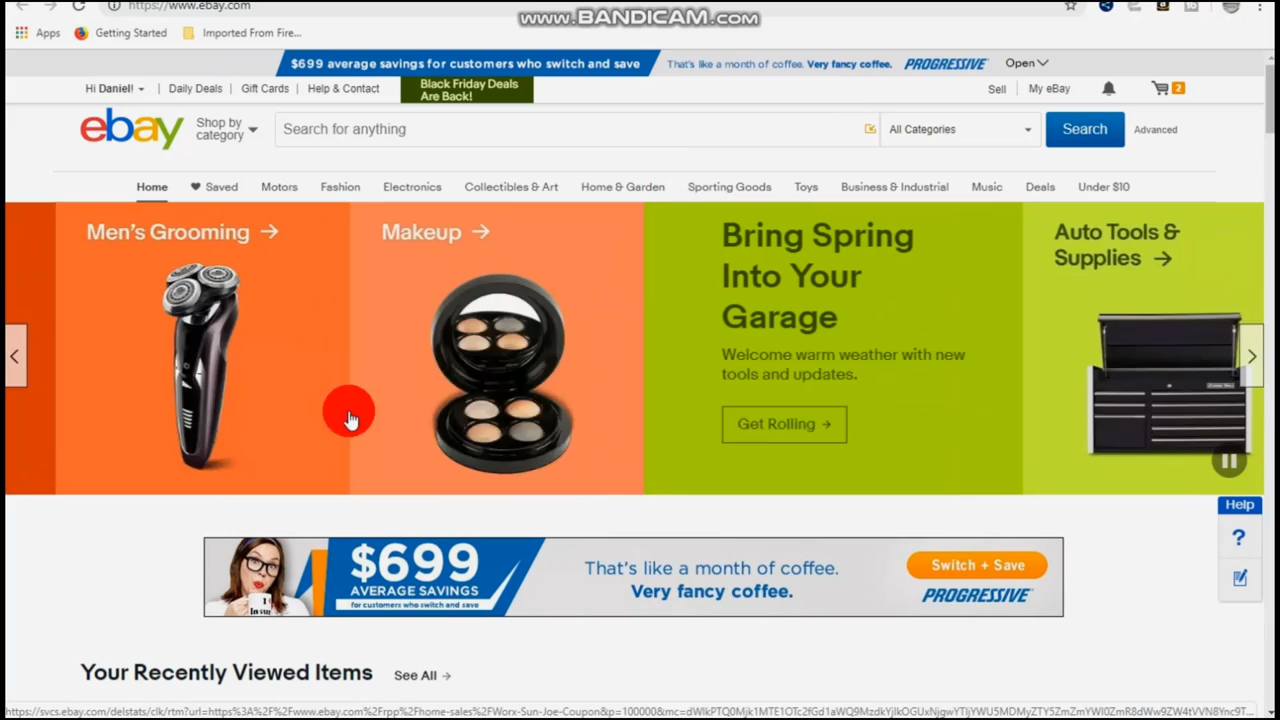 https://www.ebay.com
www.BANDICAM.com
Apps Getting Started Imported From Fire...
$699 average savings for customers who switch and save That's like a month of coffee. Very fancy coffee. PROGRESSIVE Open
Hi Daniel! Daily Deals Gift Cards Help & Contact
Black Friday Deals
Are Back!
Sell My eBay 2
ebay
Shop by
category
Search for anything All Categories Search Advanced
Home Saved Motors Fashion Electronics Collectibles & Art Home & Garden Sporting Goods Toys Business & Industrial Music Deals Under $10
Men's Grooming →
Makeup →
Bring Spring
Into Your
Garage
Welcome warm weather with new
tools and updates.
Get Rolling →
Auto Tools &
Supplies →
Help
?
$699
AVERAGE SAVINGS
for customers who switch and save
That's like a month of coffee.
Very fancy coffee.
Switch + Save
PROGRESSIVE
Your Recently Viewed Items See All →